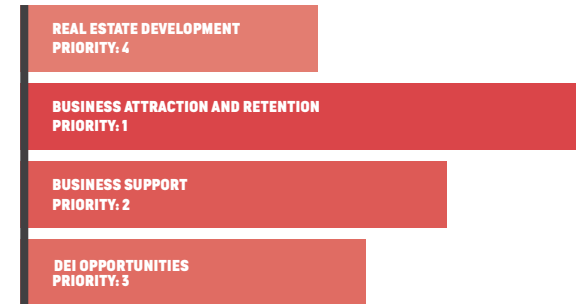 REAL ESTATE DEVELOPMENT
PRIORITY: 4
BUSINESS ATTRACTION AND RETENTION
PRIORITY: 1
BUSINESS SUPPORT
PRIORITY: 2
DEI OPPORTUNITIES
PRIORITY: 3